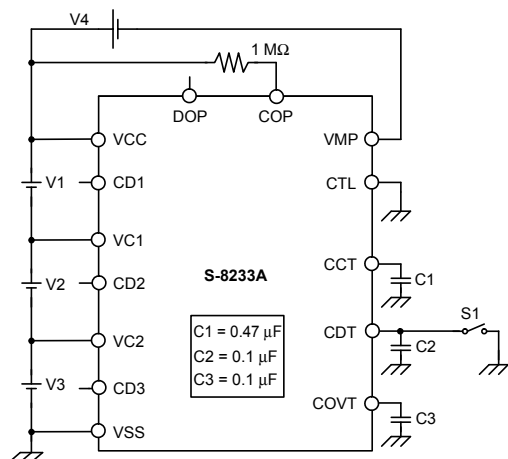 V4
1 MΩ
DOP
COP
VCC
VMP
V1
CD1
CTL
VC1
S-8233A
CCT
C1
V2
CD2
C1 = 0.47 µF
C2 = 0.1 µF
C3 = 0.1 µF
CDT
S1
C2
VC2
V3
CD3
COVT
C3
VSS